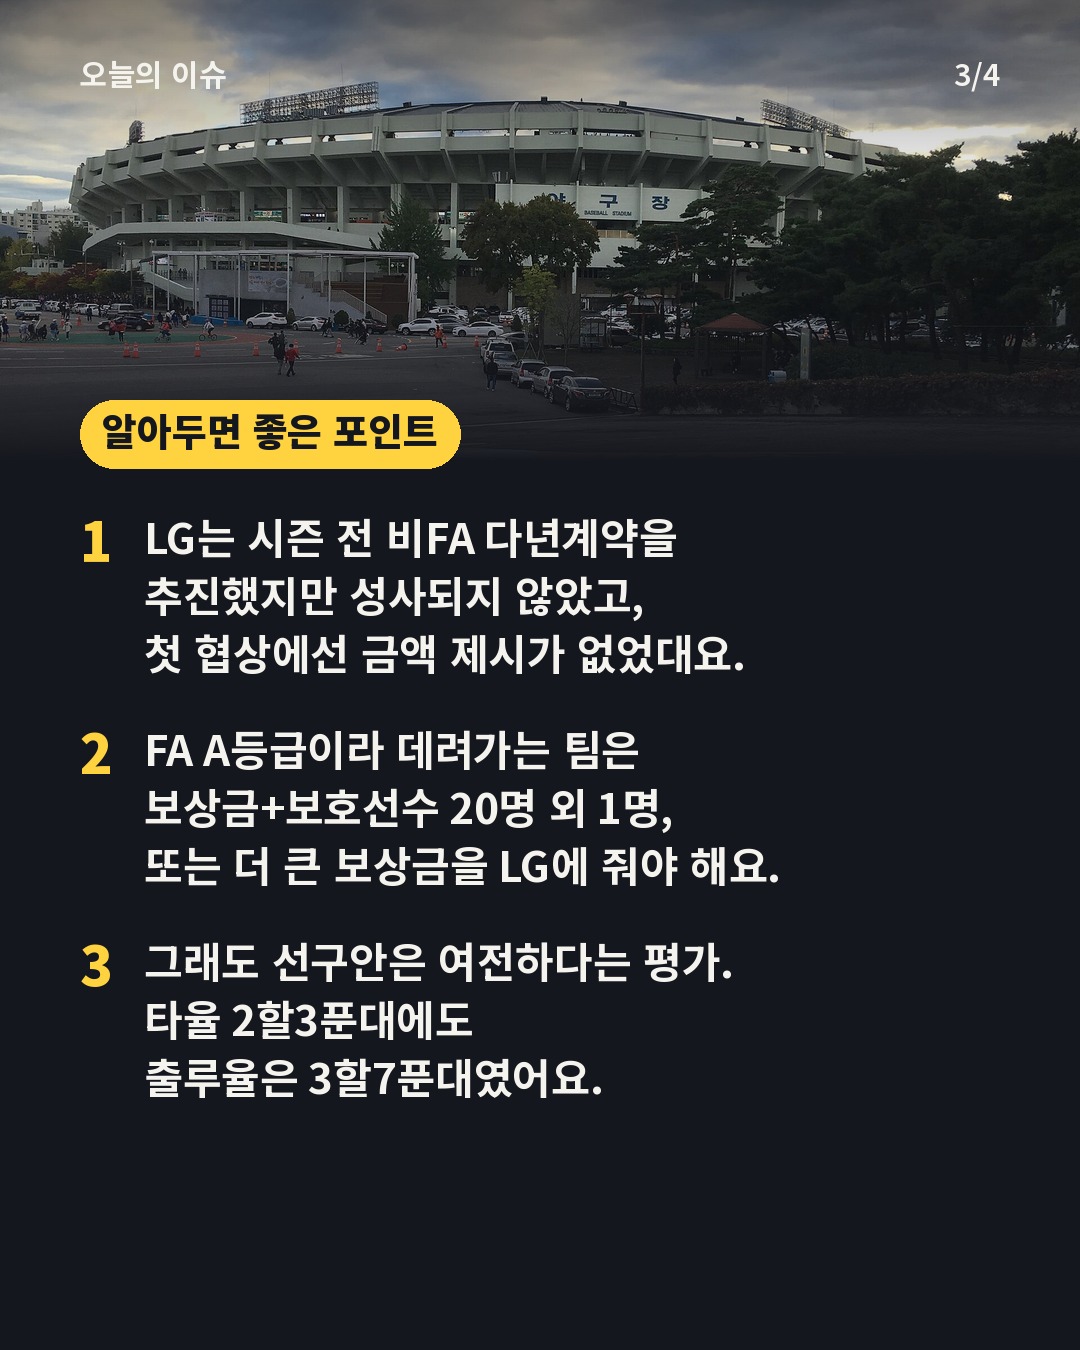 오늘의 이슈
3/4
구 장
BASEBALL STADIUM
알아두면 좋은 포인트
1 LG는 시즌 전 비FA 다년계약을
추진했지만 성사되지 않았고,
첫 협상에선 금액 제시가 없었대요.
2 FA A등급이라 데려가는 팀은
보상금+보호선수 20명 외 1명,
또는 더 큰 보상금을 LG에 줘야 해요.
3 그래도 선구안은 여전하다는 평가.
타율 2할3푼대에도
출루율은 3할7푼대였어요.